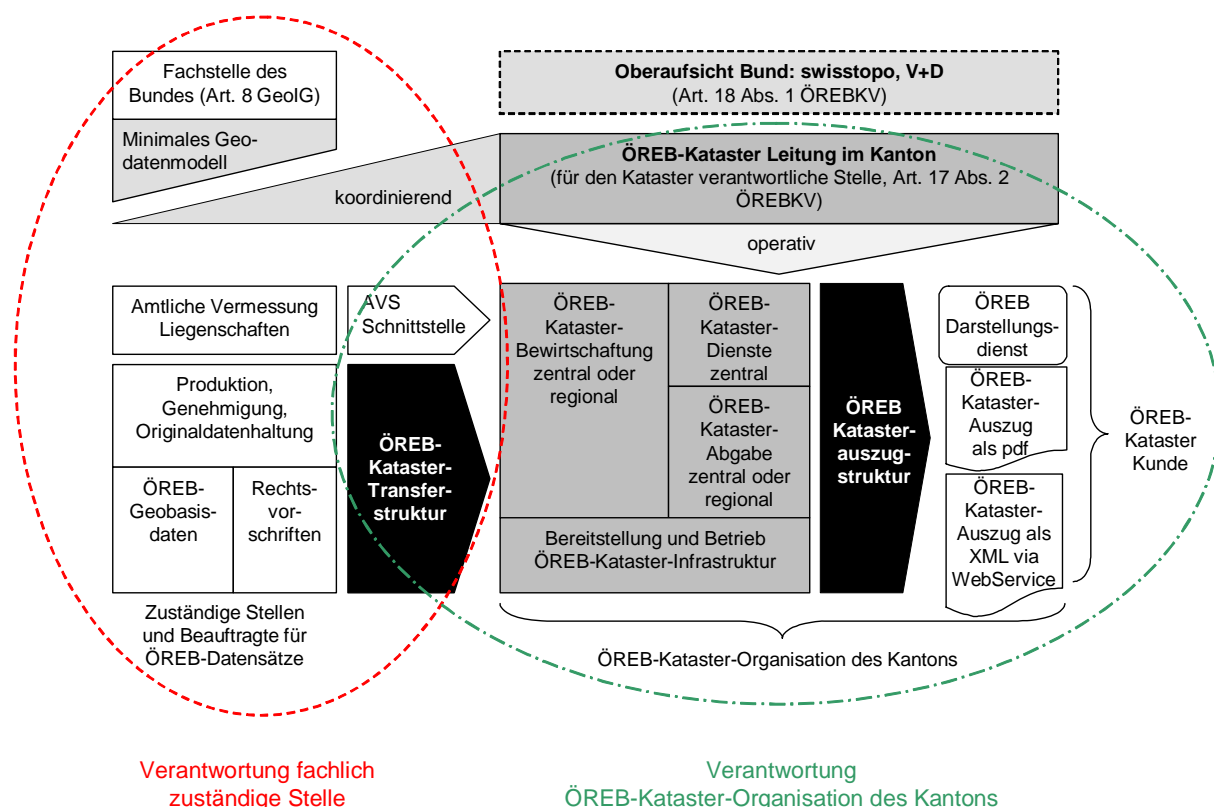 Fachstelle des
Bundes (Art. 8 GeoIG)
Minimales Geo-
datenmodell
Oberaufsicht Bund: swisstopo, V+D
(Art. 18 Abs. 1 ÖREBKV)
ÖREB-Kataster Leitung im Kanton
(für den Kataster verantwortliche Stelle, Art. 17 Abs. 2
ÖREBKV)
koordinierend
operativ
Amtliche Vermessung
Liegenschaften
AVS
Schnittstelle
Produktion,
Genehmigung,
Originaldatenhaltung
ÖREB-
Geobasis-
daten
Rechts-
vor-
schriften
ÖREB-
Kataster-
Transfer-
struktur
Zuständige Stellen
und Beauftragte für
ÖREB-Datensätze
ÖREB-
Kataster-
Bewirtschaftung
zentral oder
regional
ÖREB-
Kataster-
Dienste
zentral
ÖREB-
Kataster-
Abgabe
zentral oder
regional
Bereitstellung und Betrieb
ÖREB-Kataster-Infrastruktur
ÖREB
Kataster-
auszug-
struktur
ÖREB
Darstellungs-
dienst
ÖREB-
Kataster-
Auszug
als pdf
ÖREB-
Kataster-
Auszug als
XML via
WebService
ÖREB-
Kataster
Kunde
ÖREB-Kataster-Organisation des Kantons
Verantwortung fachlich
zuständige Stelle
Verantwortung
ÖREB-Kataster-Organisation des Kantons